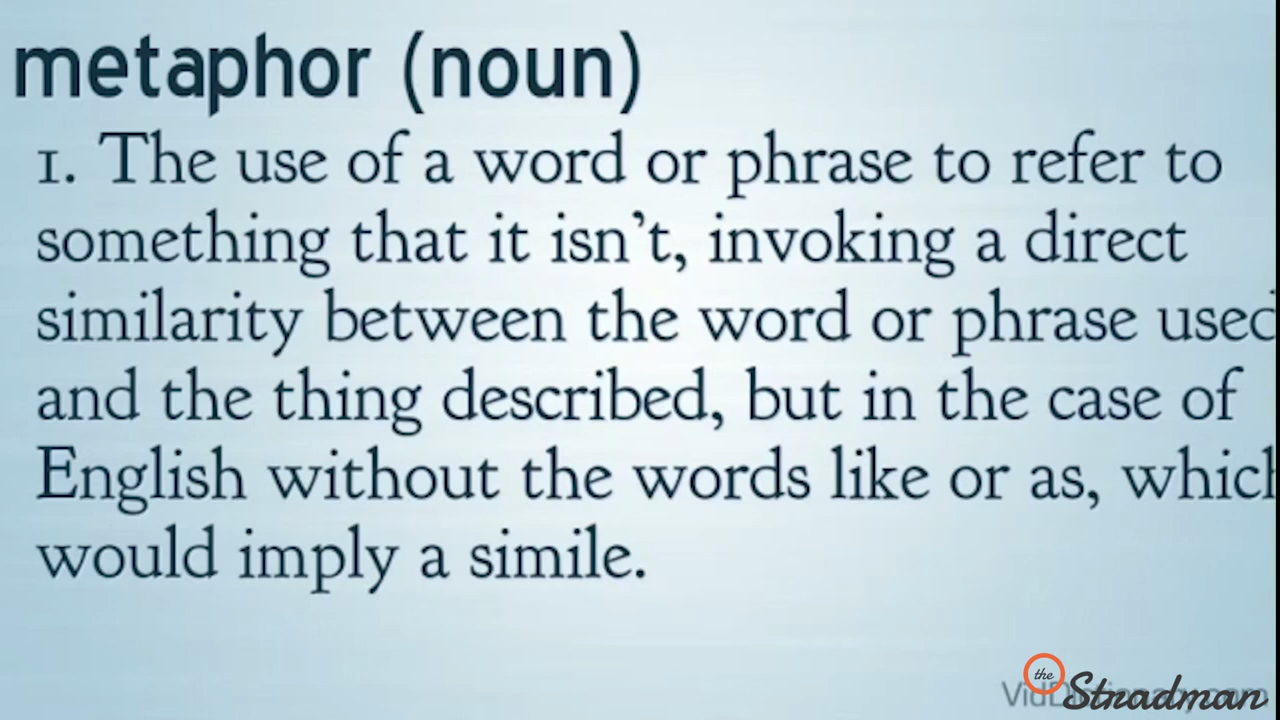 metaphor (noun)
1. The use of a word or phrase to refer to
something that it isn't, invoking a direct
similarity between the word or phrase used
and the thing described, but in the case of
English without the words like or as, which
would imply a simile.
the Stradman